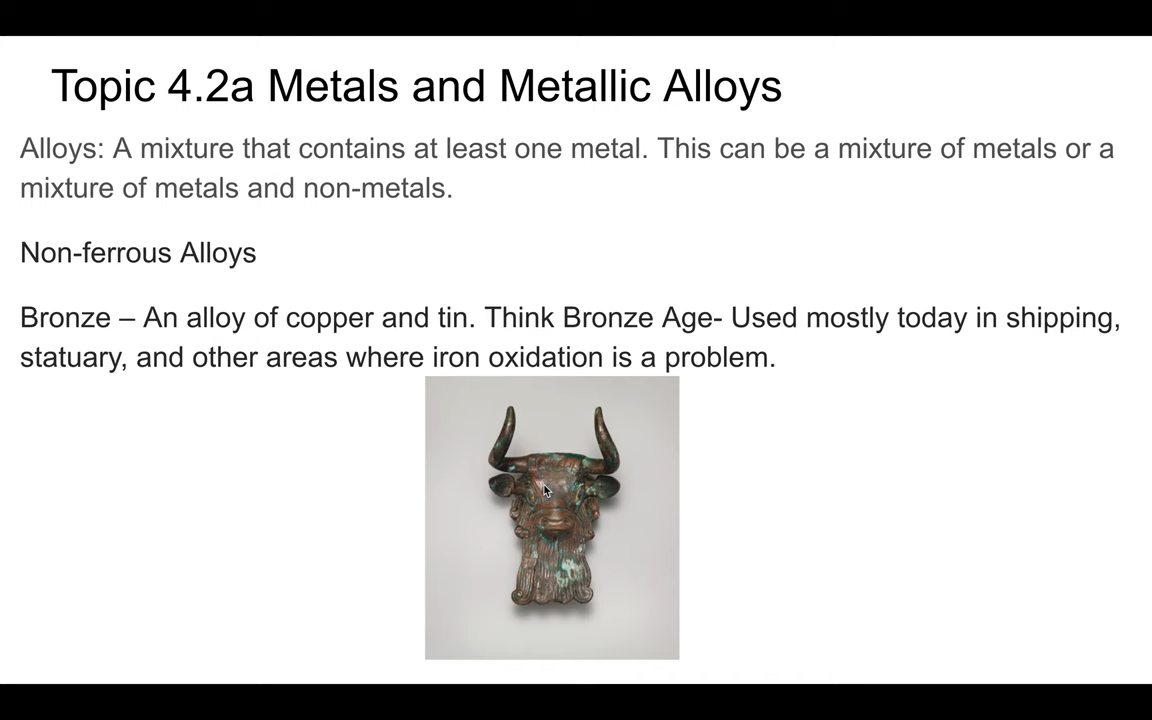 Topic 4.2a Metals and Metallic Alloys
Alloys: A mixture that contains at least one metal. This can be a mixture of metals or a
mixture of metals and non-metals.
Non-ferrous Alloys
Bronze – An alloy of copper and tin. Think Bronze Age- Used mostly today in shipping,
statuary, and other areas where iron oxidation is a problem.